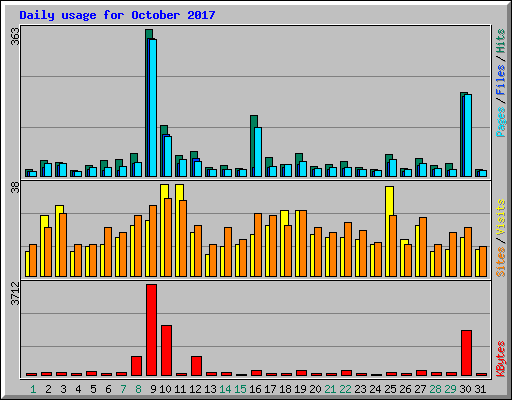 Daily usage for October 2017
363
Pages / Files / Hits
38
Sites / Visits
3712
KBytes
1 2 3 4 5 6 7 8 9 10 11 12 13 14 15 16 17 18 19 20 21 22 23 24 25 26 27 28 29 30 31